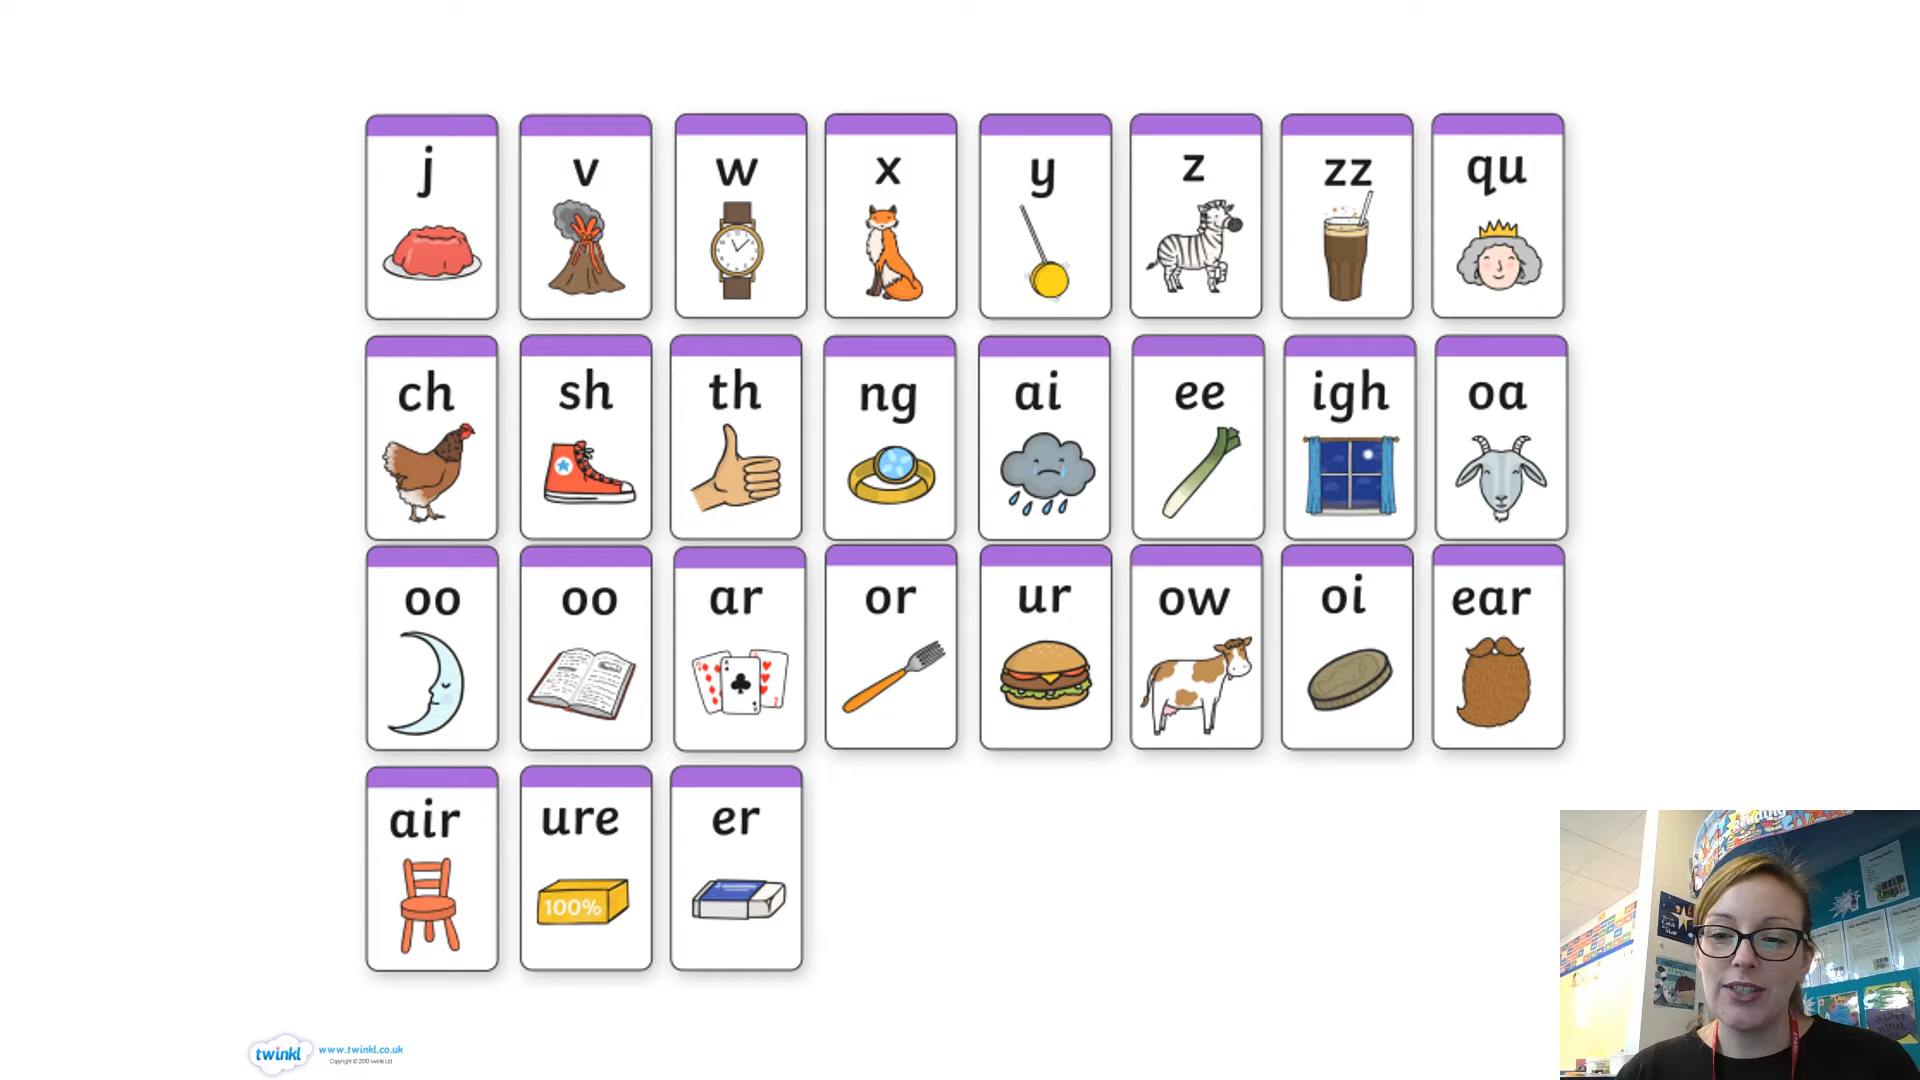 j v w x y z zz qu
ch sh th ng ai ee igh oa
oo oo ar or ur ow oi ear
air ure er
100%
twinkl www.twinkl.co.uk